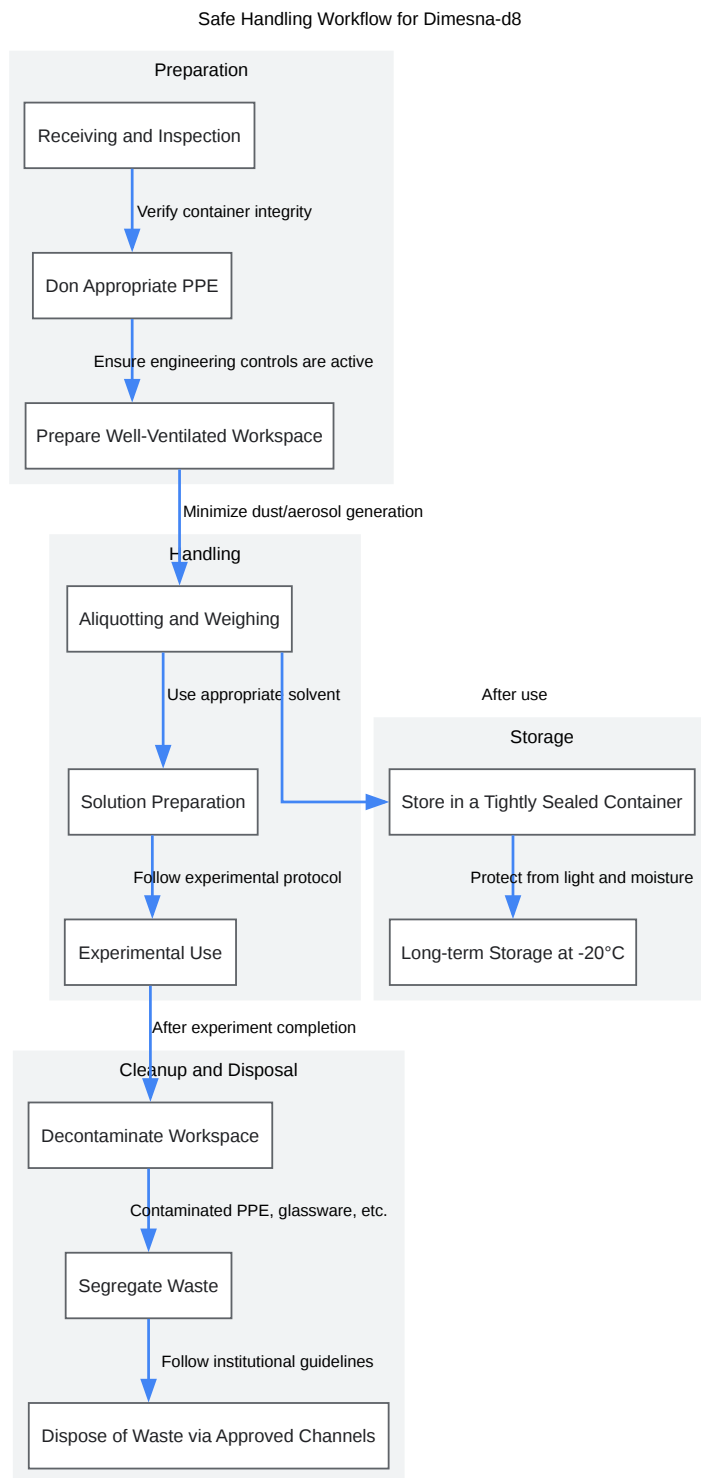 Safe Handling Workflow for Dimesna-d8
Preparation
Receiving and Inspection
Verify container integrity
Don Appropriate PPE
Ensure engineering controls are active
Prepare Well-Ventilated Workspace
Minimize dust/aerosol generation
Handling
Aliquotting and Weighing
Use appropriate solvent
After use
Storage
Solution Preparation
Store in a Tightly Sealed Container
Follow experimental protocol
Protect from light and moisture
Experimental Use
Long-term Storage at -20°C
After experiment completion
Cleanup and Disposal
Decontaminate Workspace
Contaminated PPE, glassware, etc.
Segregate Waste
Follow institutional guidelines
Dispose of Waste via Approved Channels